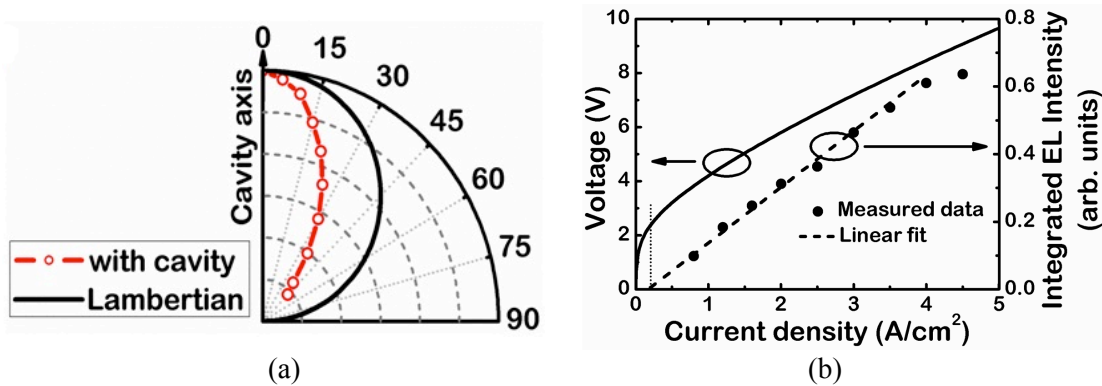 0
15
30
45
60
75
90
Cavity axis
with cavity
Lambertian
(a)
10
8
6
4
2
0
Voltage (V)
0.8
0.6
0.4
0.2
0.0
Integrated EL Intensity
(arb. units)
Measured data
Linear fit
0 1 2 3 4 5
Current density (A/cm²)
(b)